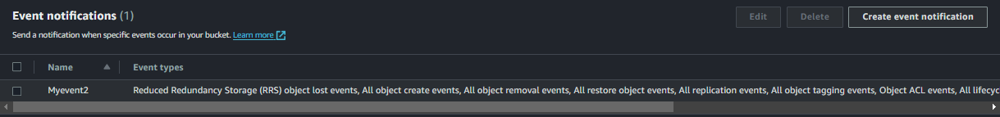 Event notifications (1)
Edit
Delete
Create event notification
Send a notification when specific events occur in your bucket. Learn more
Name
Event types
Myevent2
Reduced Redundancy Storage (RRS) object lost events, All object create events, All object removal events, All restore object events, All replication events, All object tagging events, Object ACL events, All lifecyc